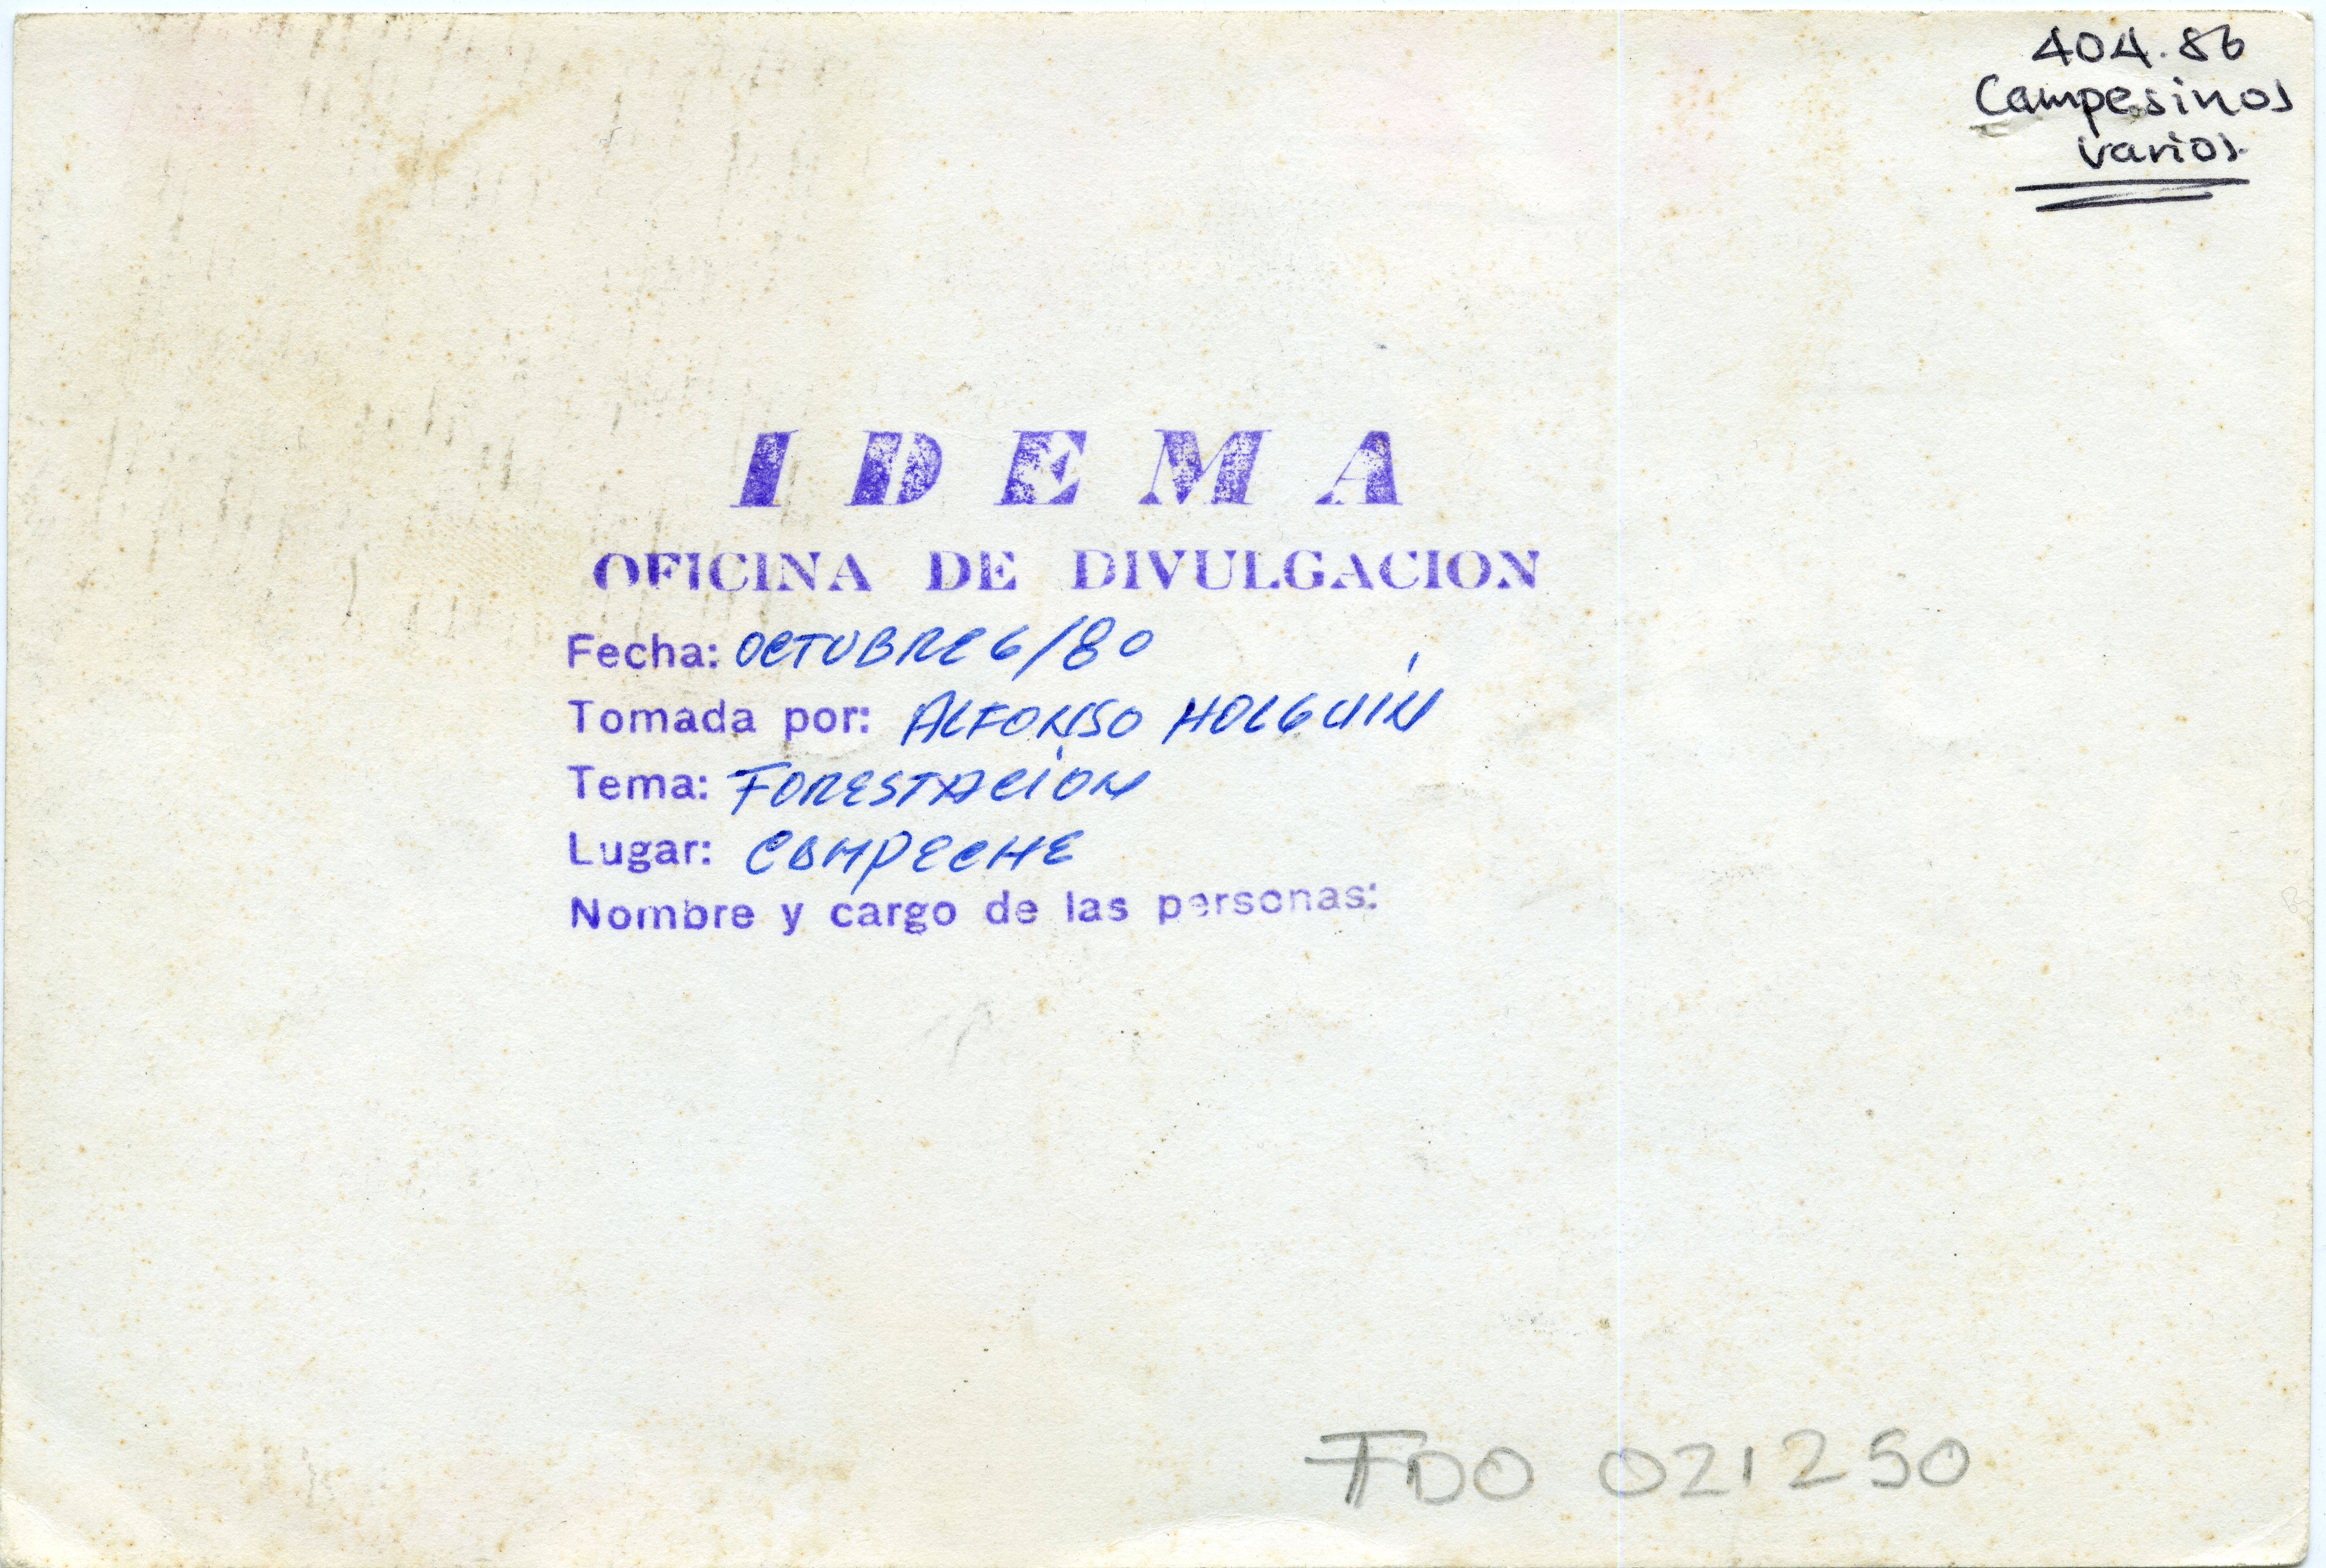 404.86
Campesinos
varios.
IDEMA
OFICINA DE DIVULGACION
Fecha: OCTUBRE 6/80
Tomada por: ALFONSO HOLGUÍN
Tema: FORESTACIÓN
Lugar: CAMPECHE
Nombre y cargo de las personas:
FDO 021250